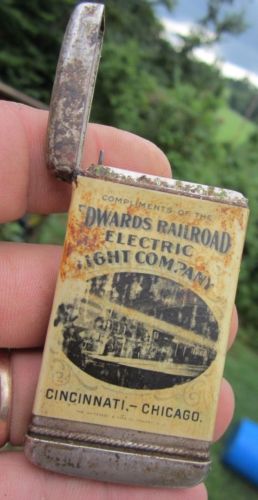 COMPLIMENTS OF THE
EDWARDS RAILROAD
ELECTRIC
LIGHT COMPANY
CINCINNATI,-CHICAGO.